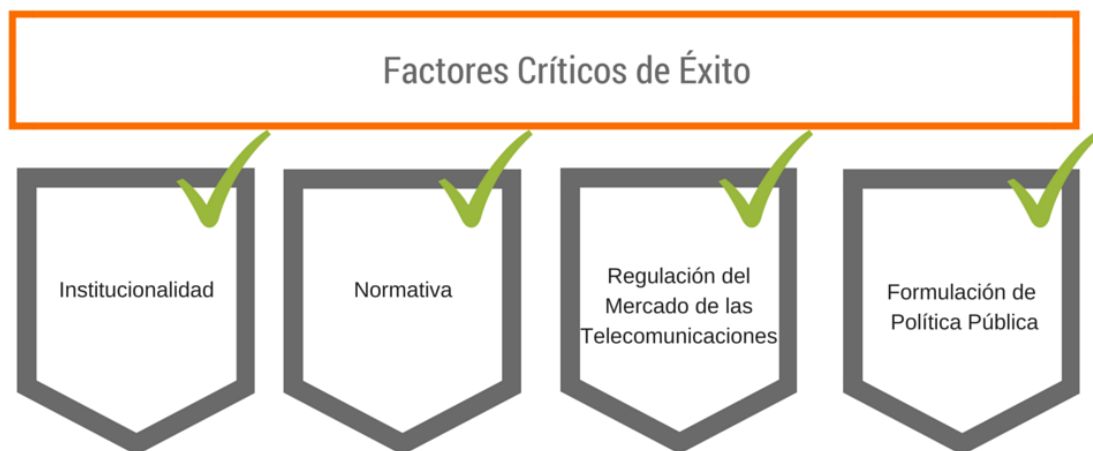 Factores Críticos de Éxito
Institucionalidad
Normativa
Regulación del
Mercado de las
Telecomunicaciones
Formulación de
Política Pública